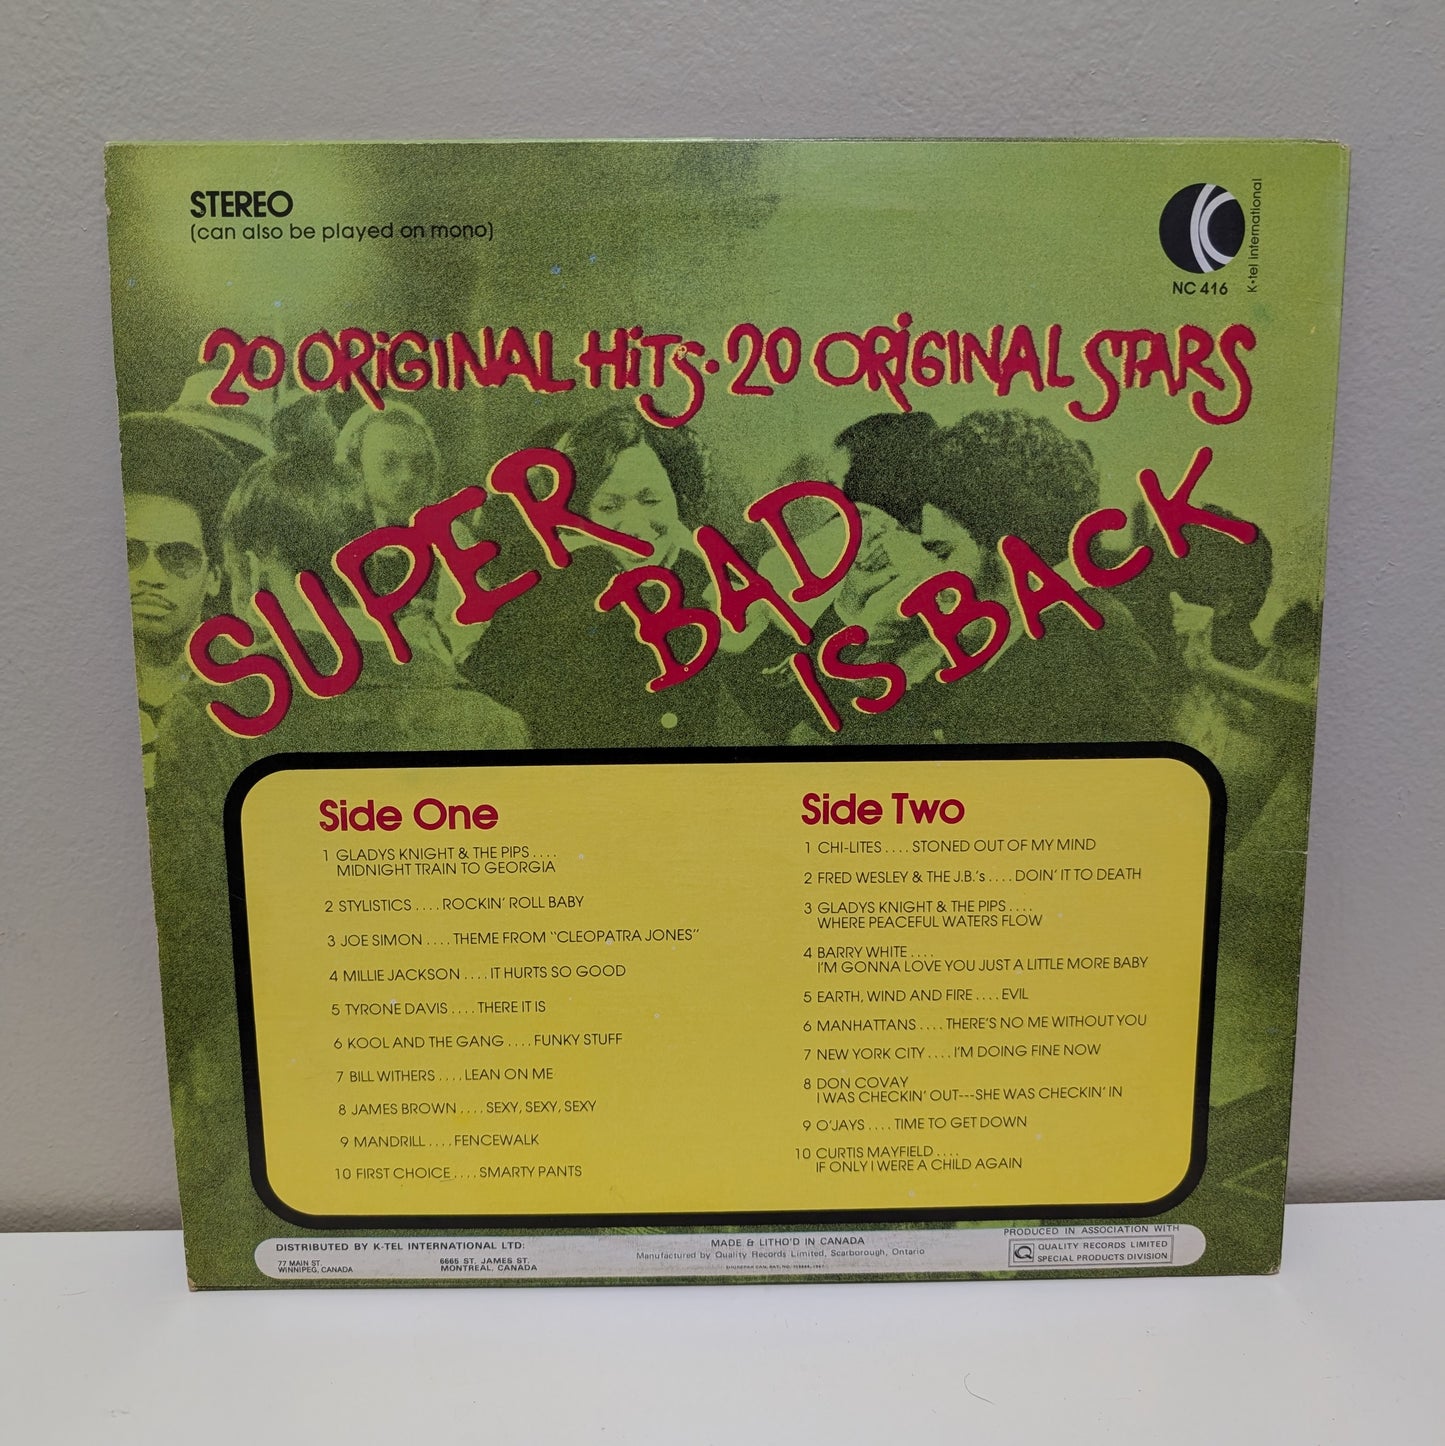 STEREO
(can also be played on mono)
K-tel international
NC 416
20 ORiGINAL HiTS · 20 ORiGINAL STARS
SUPER BAD IS BACK
Side One
1 GLADYS KNIGHT & THE PIPS . . . .
MIDNIGHT TRAIN TO GEORGIA
2 STYLISTICS . . . . ROCKIN' ROLL BABY
3 JOE SIMON . . . . THEME FROM "CLEOPATRA JONES"
4 MILLIE JACKSON . . . . IT HURTS SO GOOD
5 TYRONE DAVIS . . . . THERE IT IS
6 KOOL AND THE GANG . . . . FUNKY STUFF
7 BILL WITHERS . . . . LEAN ON ME
8 JAMES BROWN . . . . SEXY, SEXY, SEXY
9 MANDRILL . . . . FENCEWALK
10 FIRST CHOICE . . . . SMARTY PANTS
Side Two
1 CHI-LITES . . . . STONED OUT OF MY MIND
2 FRED WESLEY & THE J.B.'s . . . . DOIN' IT TO DEATH
3 GLADYS KNIGHT & THE PIPS . . . .
WHERE PEACEFUL WATERS FLOW
4 BARRY WHITE . . . .
I'M GONNA LOVE YOU JUST A LITTLE MORE BABY
5 EARTH, WIND AND FIRE . . . . EVIL
6 MANHATTANS . . . . THERE'S NO ME WITHOUT YOU
7 NEW YORK CITY . . . . I'M DOING FINE NOW
8 DON COVAY
I WAS CHECKIN' OUT---SHE WAS CHECKIN' IN
9 O'JAYS . . . . TIME TO GET DOWN
10 CURTIS MAYFIELD . . . .
IF ONLY I WERE A CHILD AGAIN
DISTRIBUTED BY K-TEL INTERNATIONAL LTD:
77 MAIN ST.
WINNIPEG, CANADA
6665 ST. JAMES ST.
MONTREAL, CANADA
MADE & LITHO'D IN CANADA
Manufactured by Quality Records Limited, Scarborough, Ontario
PRODUCED IN ASSOCIATION WITH
Q QUALITY RECORDS LIMITED
SPECIAL PRODUCTS DIVISION